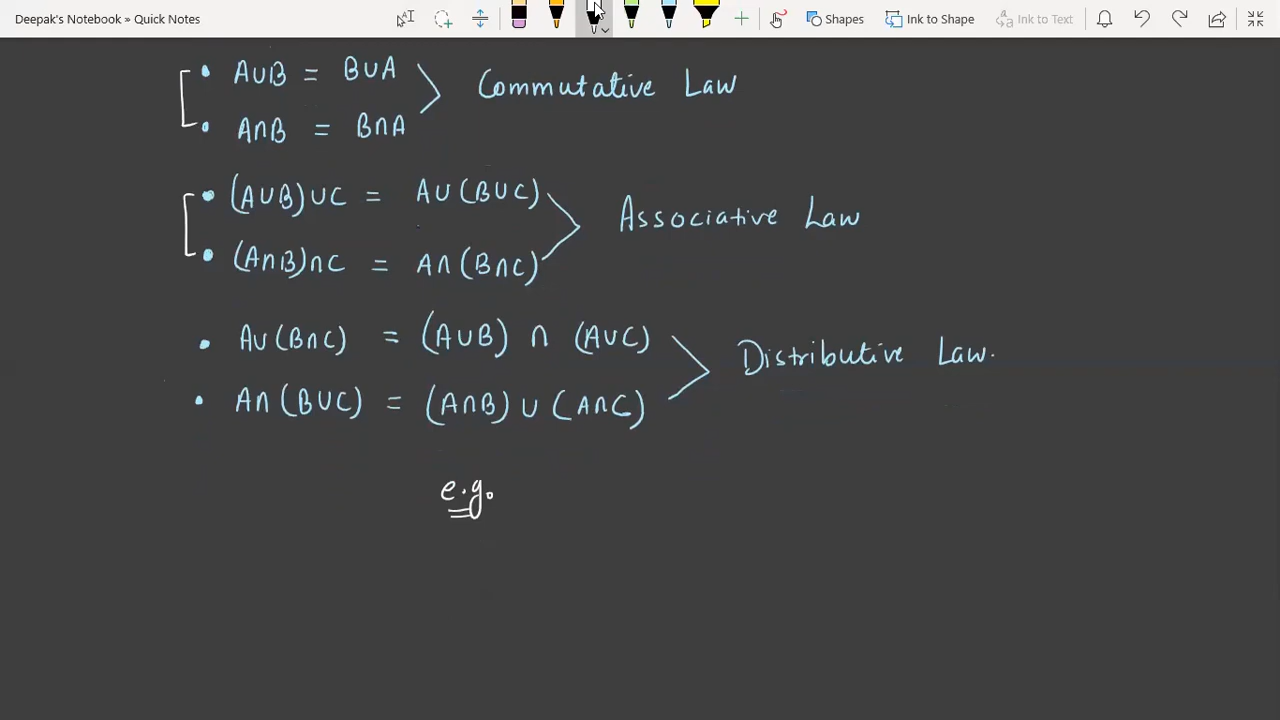 Deepak's Notebook » Quick Notes
Shapes
Ink to Shape
Ink to Text
• A∪B = B∪A
Commutative Law
• A∩B = B∩A
• (A∪B)∪C = A∪(B∪C)
Associative Law
• (A∩B)∩C = A∩(B∩C)
• A∪(B∩C) = (A∪B) ∩ (A∪C)
Distributive Law.
• A∩(B∪C) = (A∩B) ∪ (A∩C)
e.g.